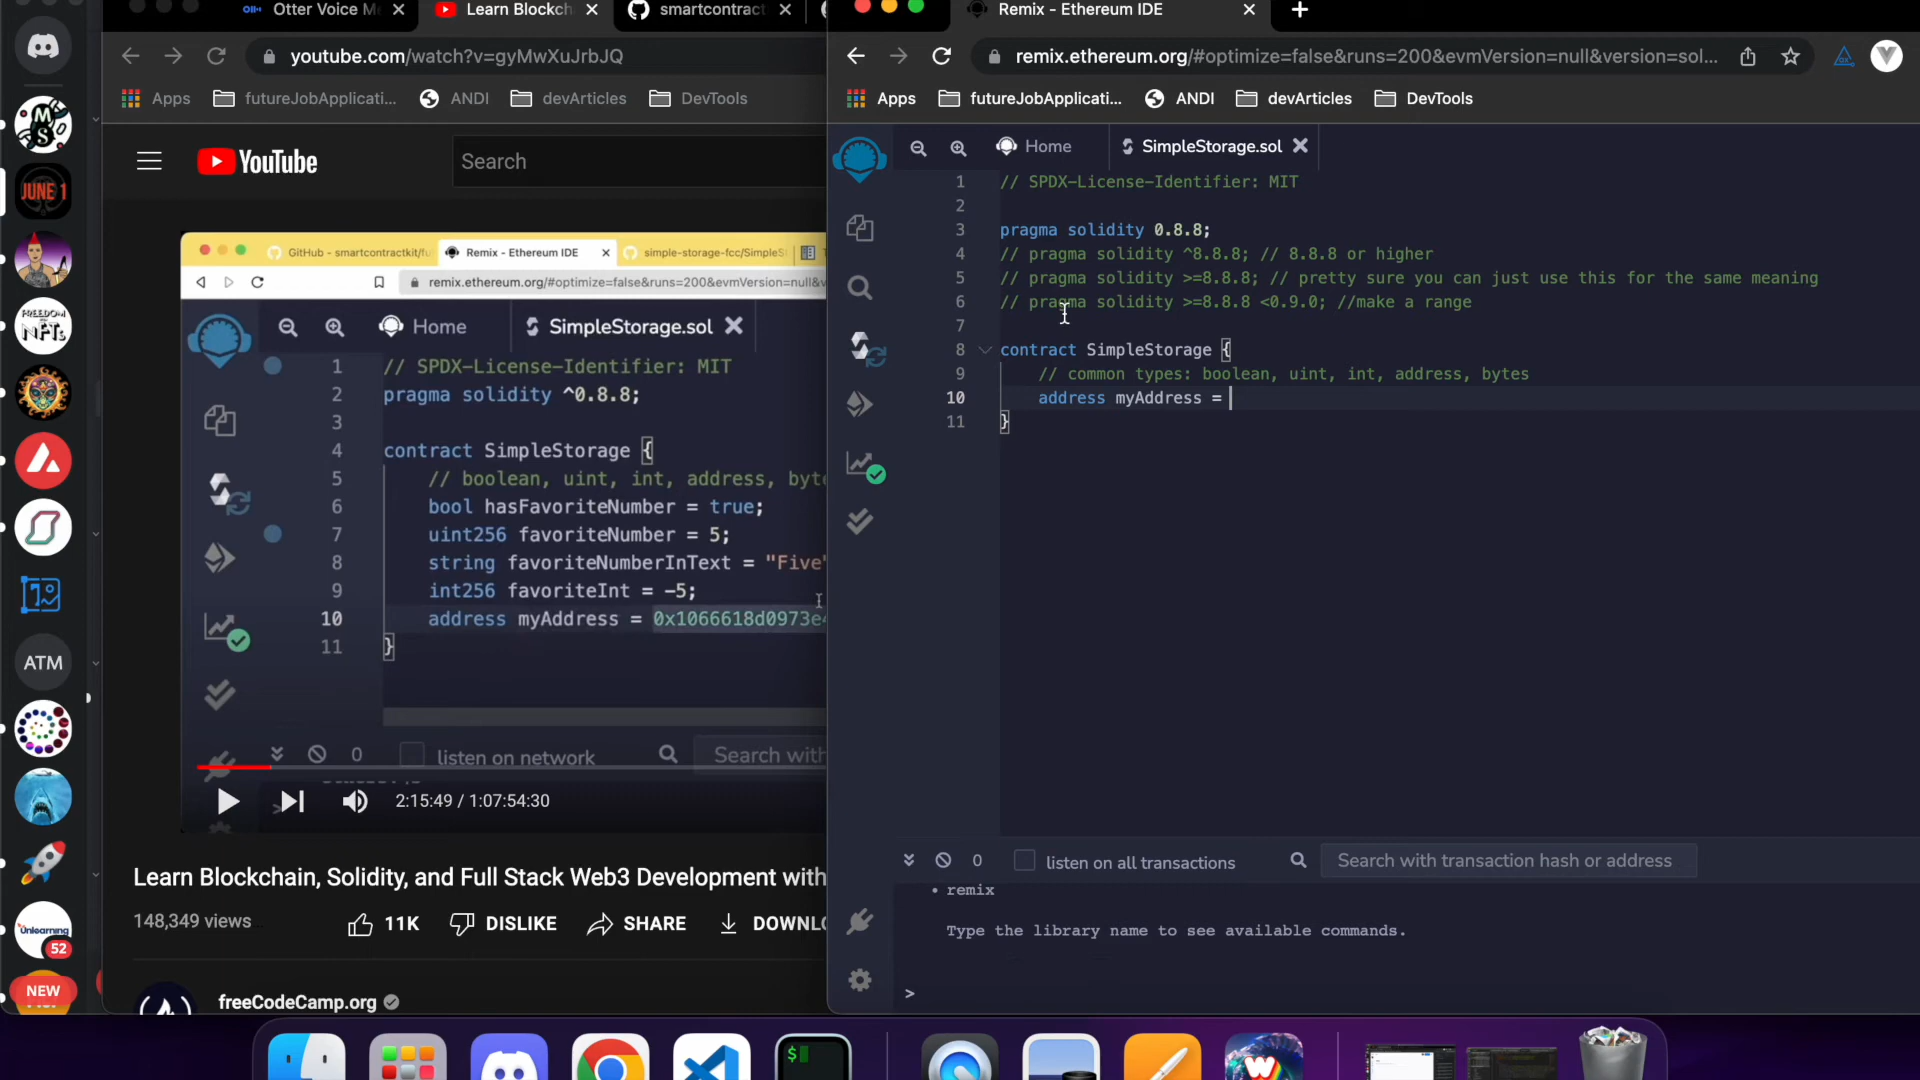 Otter Voice M
Learn Blockch
smartcontract
youtube.com/watch?v=gyMwXuJrbJQ
Apps
futureJobApplicati...
ANDI
devArticles
DevTools
YouTube
Search
GitHub - smartcontractkit/fu
Remix - Ethereum IDE
simple-storage-fcc/SimpleS
remix.ethereum.org/#optimize=false&runs=200&evmVersion=null&v
Home
SimpleStorage.sol
1 // SPDX-License-Identifier: MIT
2 pragma solidity ^0.8.8;
3
4 contract SimpleStorage {
5 // boolean, uint, int, address, byte
6 bool hasFavoriteNumber = true;
7 uint256 favoriteNumber = 5;
8 string favoriteNumberInText = "Five"
9 int256 favoriteInt = -5;
10 address myAddress = 0x1066618d0973e4
11 }
0
listen on network
Search with
2:15:49 / 1:07:54:30
Learn Blockchain, Solidity, and Full Stack Web3 Development with
148,349 views
11K
DISLIKE
SHARE
DOWNLO
freeCodeCamp.org
JUNE 1
FREEDOM
NFTs
ATM
Unlearning
52
NEW
Remix - Ethereum IDE
remix.ethereum.org/#optimize=false&runs=200&evmVersion=null&version=sol...
Apps
futureJobApplicati...
ANDI
devArticles
DevTools
Home
SimpleStorage.sol
1 // SPDX-License-Identifier: MIT
2
3 pragma solidity 0.8.8;
4 // pragma solidity ^8.8.8; // 8.8.8 or higher
5 // pragma solidity >=8.8.8; // pretty sure you can just use this for the same meaning
6 // pragma solidity >=8.8.8 <0.9.0; //make a range
7
8 contract SimpleStorage {
9 // common types: boolean, uint, int, address, bytes
10 address myAddress =
11 }
0
listen on all transactions
Search with transaction hash or address
• remix
Type the library name to see available commands.
>
$